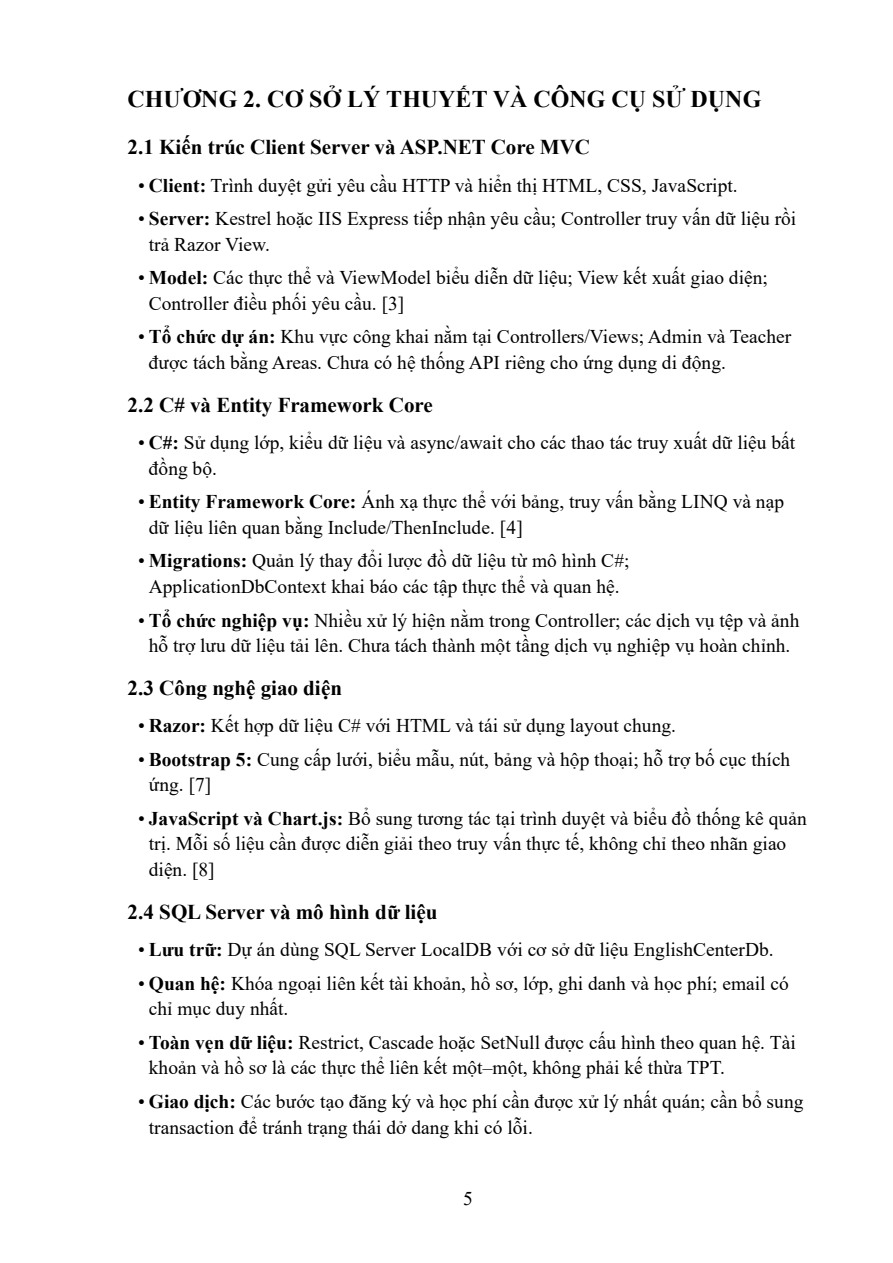 CHƯƠNG 2. CƠ SỞ LÝ THUYẾT VÀ CÔNG CỤ SỬ DỤNG
2.1 Kiến trúc Client Server và ASP.NET Core MVC
• Client: Trình duyệt gửi yêu cầu HTTP và hiển thị HTML, CSS, JavaScript.
• Server: Kestrel hoặc IIS Express tiếp nhận yêu cầu; Controller truy vấn dữ liệu rồi
trả Razor View.
• Model: Các thực thể và ViewModel biểu diễn dữ liệu; View kết xuất giao diện;
Controller điều phối yêu cầu. [3]
• Tổ chức dự án: Khu vực công khai nằm tại Controllers/Views; Admin và Teacher
được tách bằng Areas. Chưa có hệ thống API riêng cho ứng dụng di động.
2.2 C# và Entity Framework Core
• C#: Sử dụng lớp, kiểu dữ liệu và async/await cho các thao tác truy xuất dữ liệu bất
đồng bộ.
• Entity Framework Core: Ánh xạ thực thể với bảng, truy vấn bằng LINQ và nạp
dữ liệu liên quan bằng Include/ThenInclude. [4]
• Migrations: Quản lý thay đổi lược đồ dữ liệu từ mô hình C#;
ApplicationDbContext khai báo các tập thực thể và quan hệ.
• Tổ chức nghiệp vụ: Nhiều xử lý hiện nằm trong Controller; các dịch vụ tệp và ảnh
hỗ trợ lưu dữ liệu tải lên. Chưa tách thành một tầng dịch vụ nghiệp vụ hoàn chỉnh.
2.3 Công nghệ giao diện
• Razor: Kết hợp dữ liệu C# với HTML và tái sử dụng layout chung.
• Bootstrap 5: Cung cấp lưới, biểu mẫu, nút, bảng và hộp thoại; hỗ trợ bố cục thích
ứng. [7]
• JavaScript và Chart.js: Bổ sung tương tác tại trình duyệt và biểu đồ thống kê quản
trị. Mỗi số liệu cần được diễn giải theo truy vấn thực tế, không chỉ theo nhãn giao
diện. [8]
2.4 SQL Server và mô hình dữ liệu
• Lưu trữ: Dự án dùng SQL Server LocalDB với cơ sở dữ liệu EnglishCenterDb.
• Quan hệ: Khóa ngoại liên kết tài khoản, hồ sơ, lớp, ghi danh và học phí; email có
chỉ mục duy nhất.
• Toàn vẹn dữ liệu: Restrict, Cascade hoặc SetNull được cấu hình theo quan hệ. Tài
khoản và hồ sơ là các thực thể liên kết một–một, không phải kế thừa TPT.
• Giao dịch: Các bước tạo đăng ký và học phí cần được xử lý nhất quán; cần bổ sung
transaction để tránh trạng thái dở dang khi có lỗi.
5